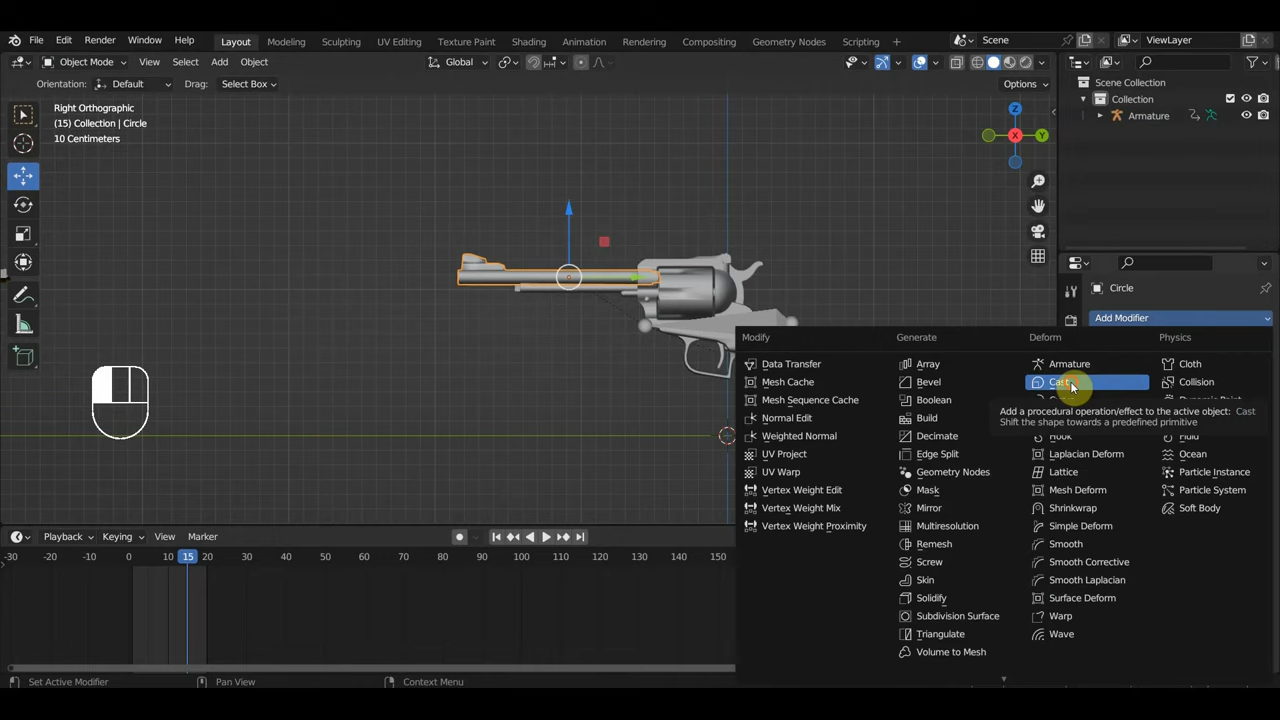 File Edit Render Window Help Layout Modeling Sculpting UV Editing Texture Paint Shading Animation Rendering Compositing Geometry Nodes Scripting + Scene ViewLayer
Object Mode View Select Add Object Global
Orientation: Default Drag: Select Box Options
Right Orthographic
(15) Collection | Circle
10 Centimeters
Z
X
Y
Scene Collection
Collection
Armature
Circle
Add Modifier
Modify
Data Transfer
Mesh Cache
Mesh Sequence Cache
Normal Edit
Weighted Normal
UV Project
UV Warp
Vertex Weight Edit
Vertex Weight Mix
Vertex Weight Proximity
Generate
Array
Bevel
Boolean
Build
Decimate
Edge Split
Geometry Nodes
Mask
Mirror
Multiresolution
Remesh
Screw
Skin
Solidify
Subdivision Surface
Triangulate
Volume to Mesh
Deform
Armature
Cast
Add a procedural operation/effect to the active object: Cast
Shift the shape towards a predefined primitive
Hook
Laplacian Deform
Lattice
Mesh Deform
Shrinkwrap
Simple Deform
Smooth
Smooth Corrective
Smooth Laplacian
Surface Deform
Warp
Wave
Physics
Cloth
Collision
Fluid
Ocean
Particle Instance
Particle System
Soft Body
Playback Keying View Marker
-30 -20 -10 0 10 15 20 30 40 50 60 70 80 90 100 110 120 130 140 150
Set Active Modifier Pan View Context Menu